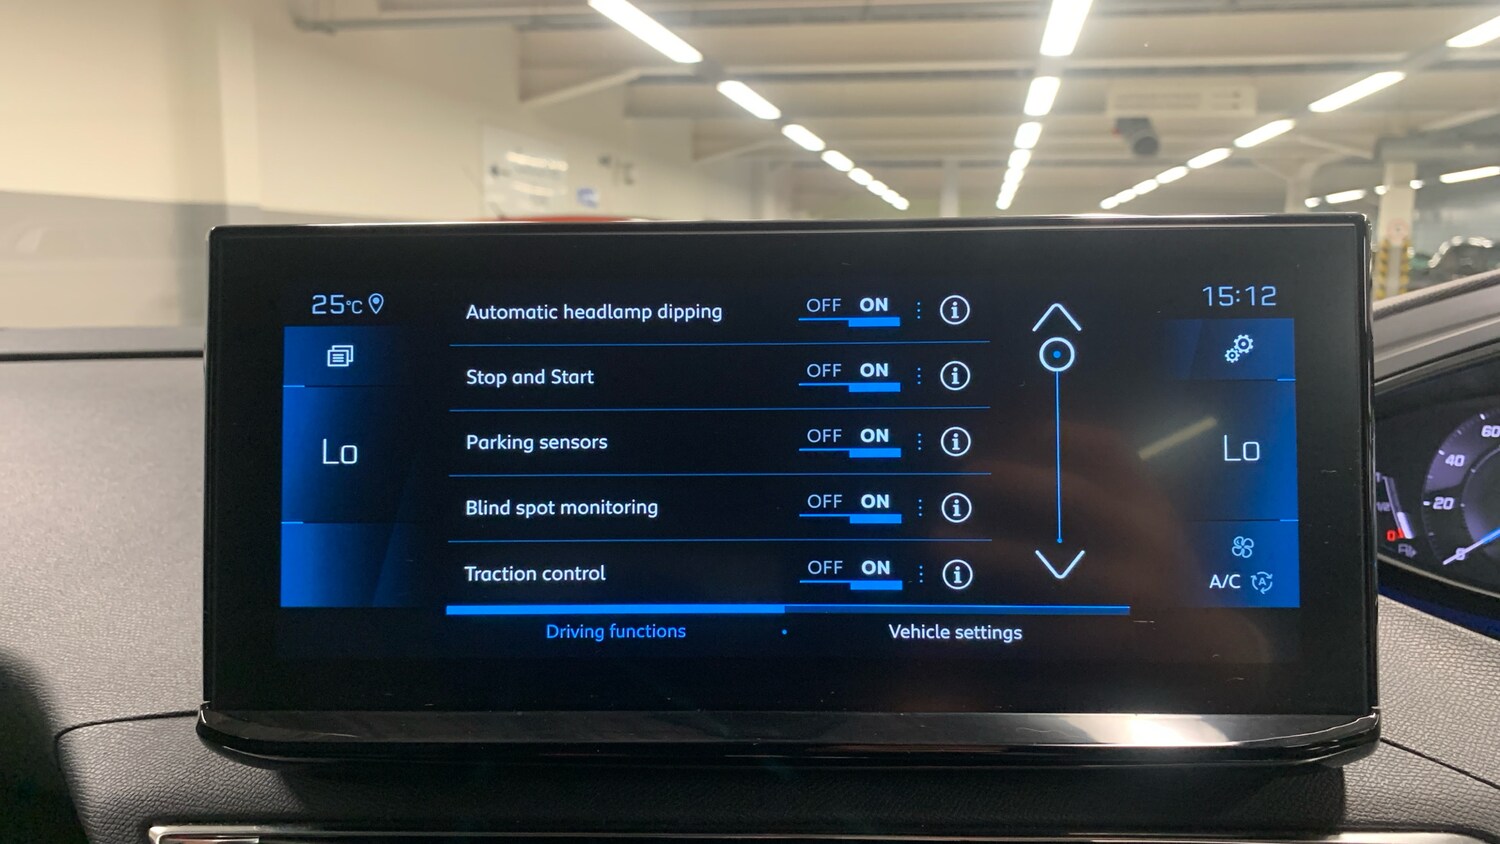 25°C
15:12
Automatic headlamp dipping OFF ON
Stop and Start OFF ON
Parking sensors OFF ON
Blind spot monitoring OFF ON
Traction control OFF ON
Lo
Lo
A/C A
Driving functions
Vehicle settings
60
40
20
0